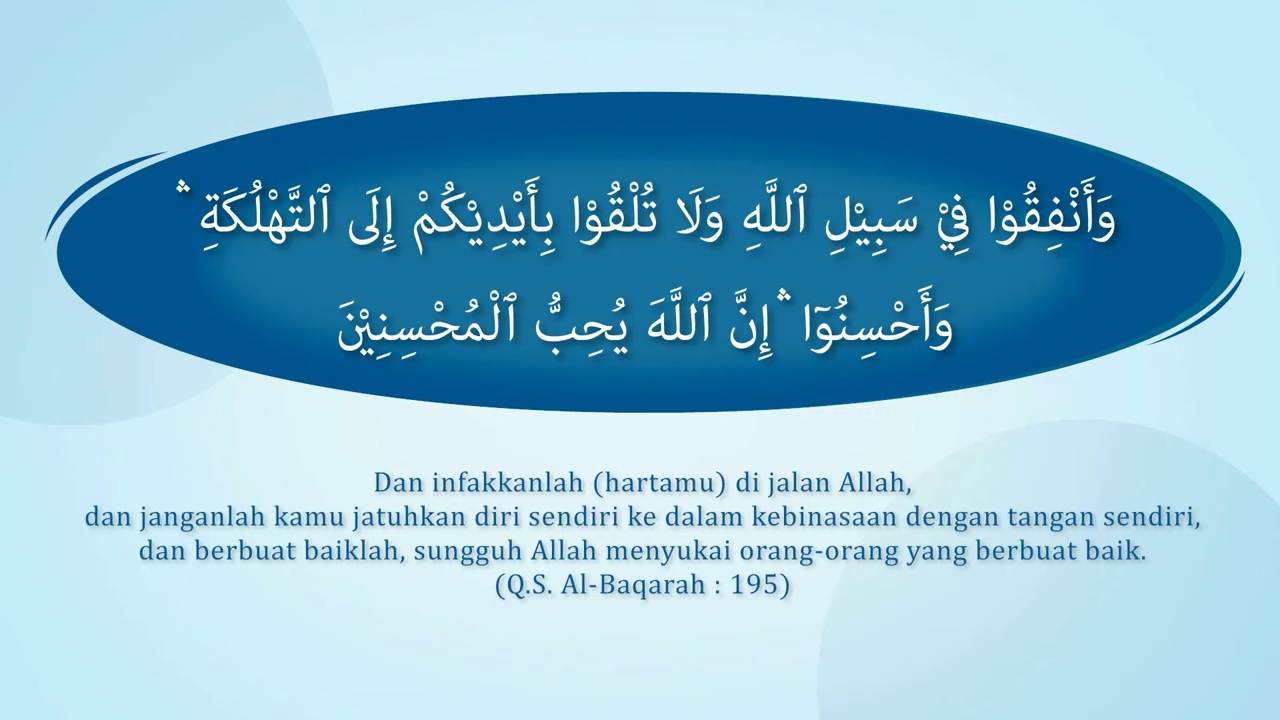 وَأَنْفِقُوْا فِيْ سَبِيْلِ ٱللَّهِ وَلَا تُلْقُوْا بِأَيْدِيْكُمْ إِلَى ٱلتَّهْلُكَةِ ۛ
وَأَحْسِنُوٓا ۛ إِنَّ ٱللَّهَ يُحِبُّ ٱلْمُحْسِنِيْنَ
Dan infakkanlah (hartamu) di jalan Allah,
dan janganlah kamu jatuhkan diri sendiri ke dalam kebinasaan dengan tangan sendiri,
dan berbuat baiklah, sungguh Allah menyukai orang-orang yang berbuat baik.
(Q.S. Al-Baqarah : 195)